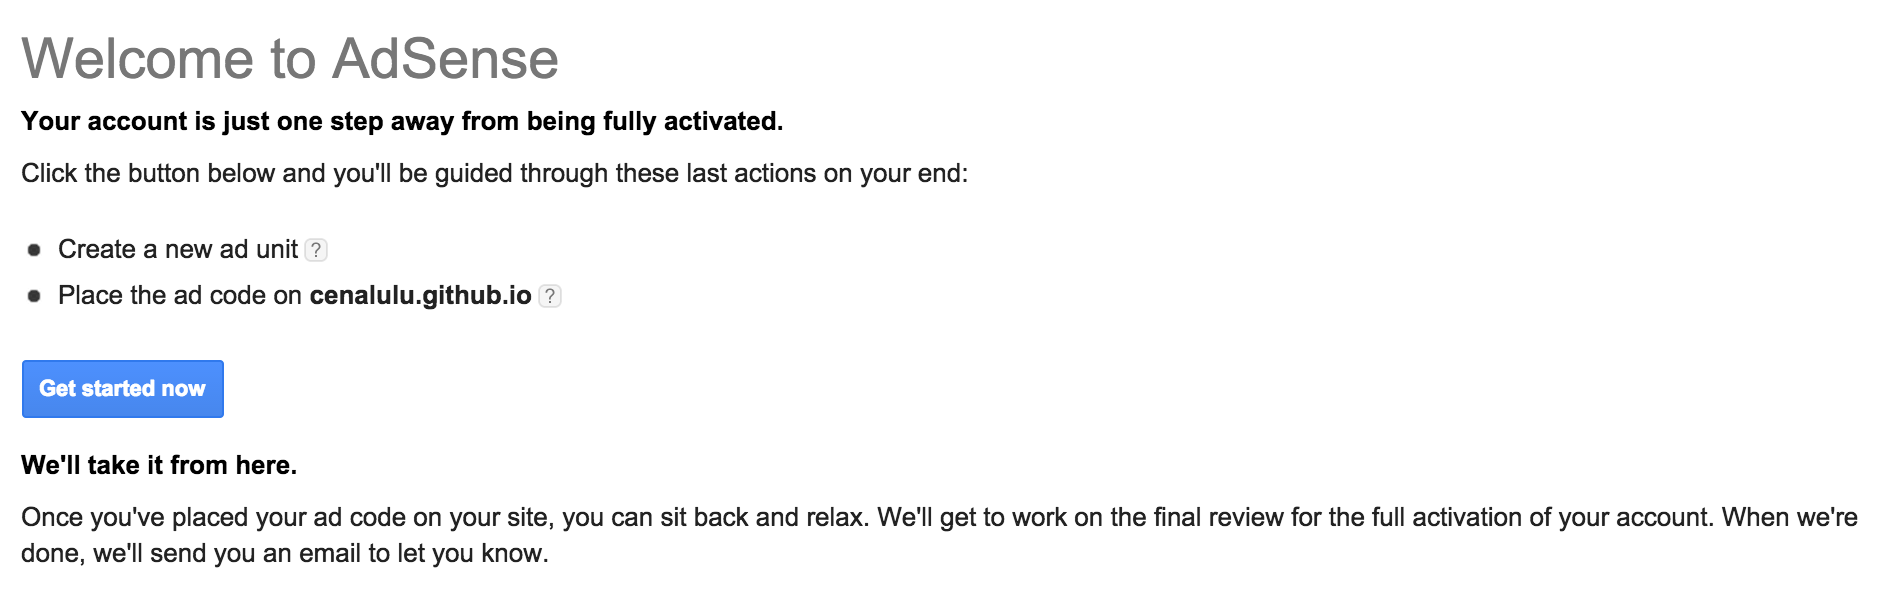 Welcome to AdSense
Your account is just one step away from being fully activated.
Click the button below and you'll be guided through these last actions on your end:
Create a new ad unit ?
Place the ad code on cenalulu.github.io ?
Get started now
We'll take it from here.
Once you've placed your ad code on your site, you can sit back and relax. We'll get to work on the final review for the full activation of your account. When we're
done, we'll send you an email to let you know.